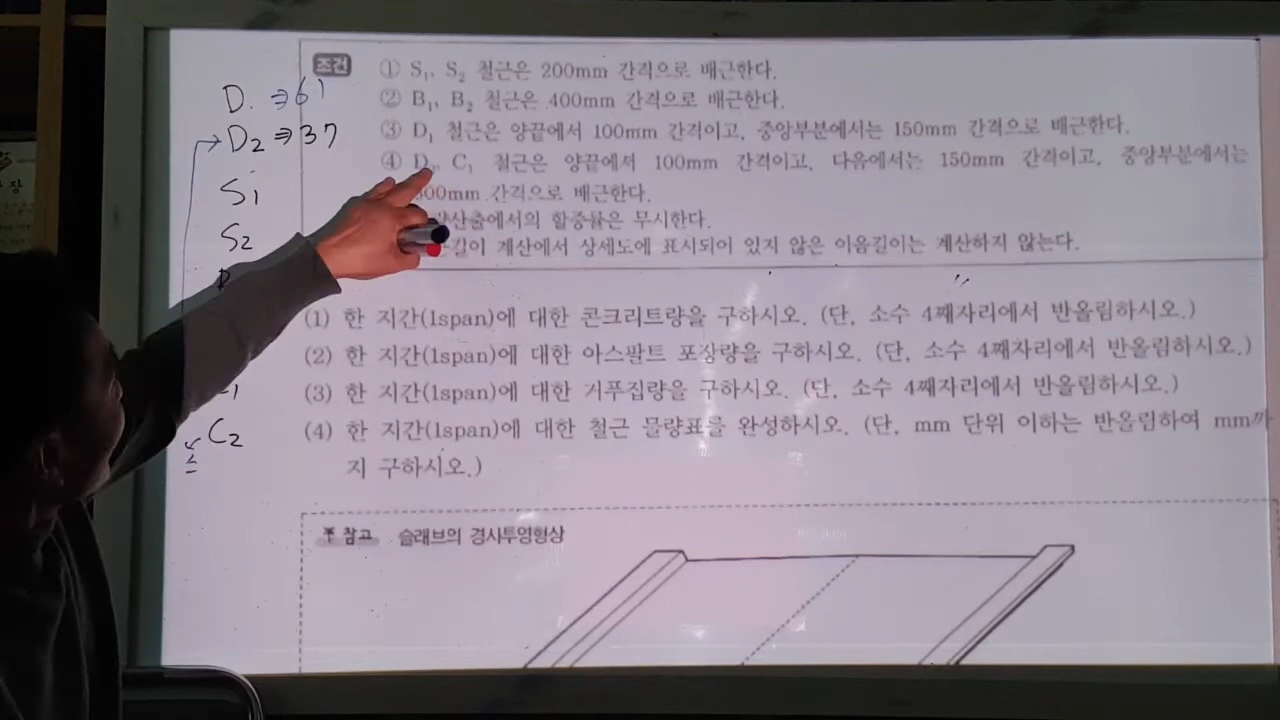 조건 ① S₁, S₂ 철근은 200mm 간격으로 배근한다.
② B₁, B₂ 철근은 400mm 간격으로 배근한다.
③ D₁ 철근은 양끝에서 100mm 간격이고, 중앙부분에서는 150mm 간격으로 배근한다.
④ C₁ 철근은 양끝에서 100mm 간격이고, 다음에서는 150mm 간격이고, 중앙부분에서는
00mm 간격으로 배근한다.
산출에서의 할증률은 무시한다.
길이 계산에서 상세도에 표시되어 있지 않은 이음길이는 계산하지 않는다.
D. ⇒ 61
D₂ ⇒ 37
S₁
S₂
C₂
(1) 한 지간(1span)에 대한 콘크리트량을 구하시오. (단, 소수 4째자리에서 반올림하시오.)
(2) 한 지간(1span)에 대한 아스팔트 포장량을 구하시오. (단, 소수 4째자리에서 반올림하시오.)
(3) 한 지간(1span)에 대한 거푸집량을 구하시오. (단, 소수 4째자리에서 반올림하시오.)
(4) 한 지간(1span)에 대한 철근 물량표를 완성하시오. (단, mm 단위 이하는 반올림하여 mm까
지 구하시오.)
참고 슬래브의 경사투영형상
장